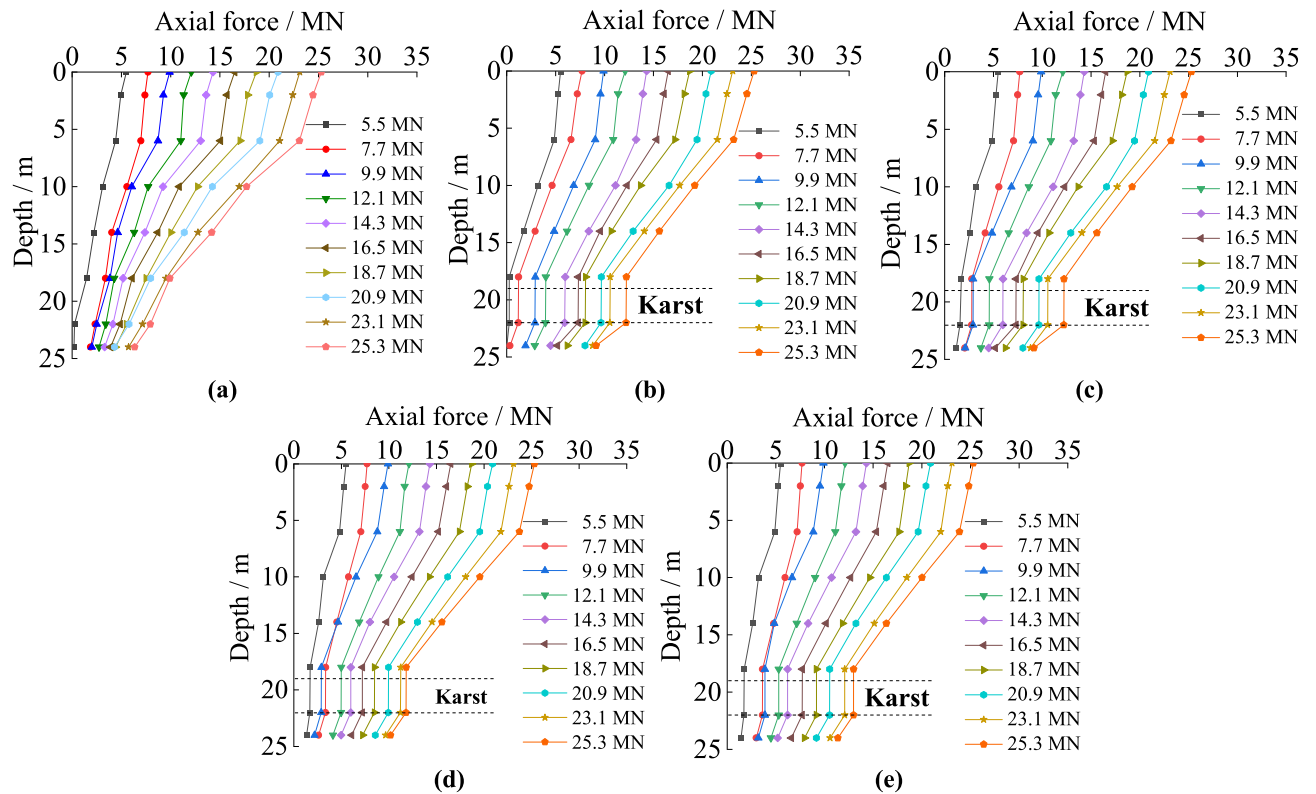 Axial force / MN
0 5 10 15 20 25 30 35
0
5
10
15
20
25
Depth / m
5.5 MN
7.7 MN
9.9 MN
12.1 MN
14.3 MN
16.5 MN
18.7 MN
20.9 MN
23.1 MN
25.3 MN
(a)
Axial force / MN
0 5 10 15 20 25 30 35
0
5
10
15
20
25
Depth / m
5.5 MN
7.7 MN
9.9 MN
12.1 MN
14.3 MN
16.5 MN
18.7 MN
20.9 MN
23.1 MN
25.3 MN
Karst
(b)
Axial force / MN
0 5 10 15 20 25 30 35
0
5
10
15
20
25
Depth / m
5.5 MN
7.7 MN
9.9 MN
12.1 MN
14.3 MN
16.5 MN
18.7 MN
20.9 MN
23.1 MN
25.3 MN
Karst
(c)
Axial force / MN
0 5 10 15 20 25 30 35
0
5
10
15
20
25
Depth / m
5.5 MN
7.7 MN
9.9 MN
12.1 MN
14.3 MN
16.5 MN
18.7 MN
20.9 MN
23.1 MN
25.3 MN
Karst
(d)
Axial force / MN
0 5 10 15 20 25 30 35
0
5
10
15
20
25
Depth / m
5.5 MN
7.7 MN
9.9 MN
12.1 MN
14.3 MN
16.5 MN
18.7 MN
20.9 MN
23.1 MN
25.3 MN
Karst
(e)